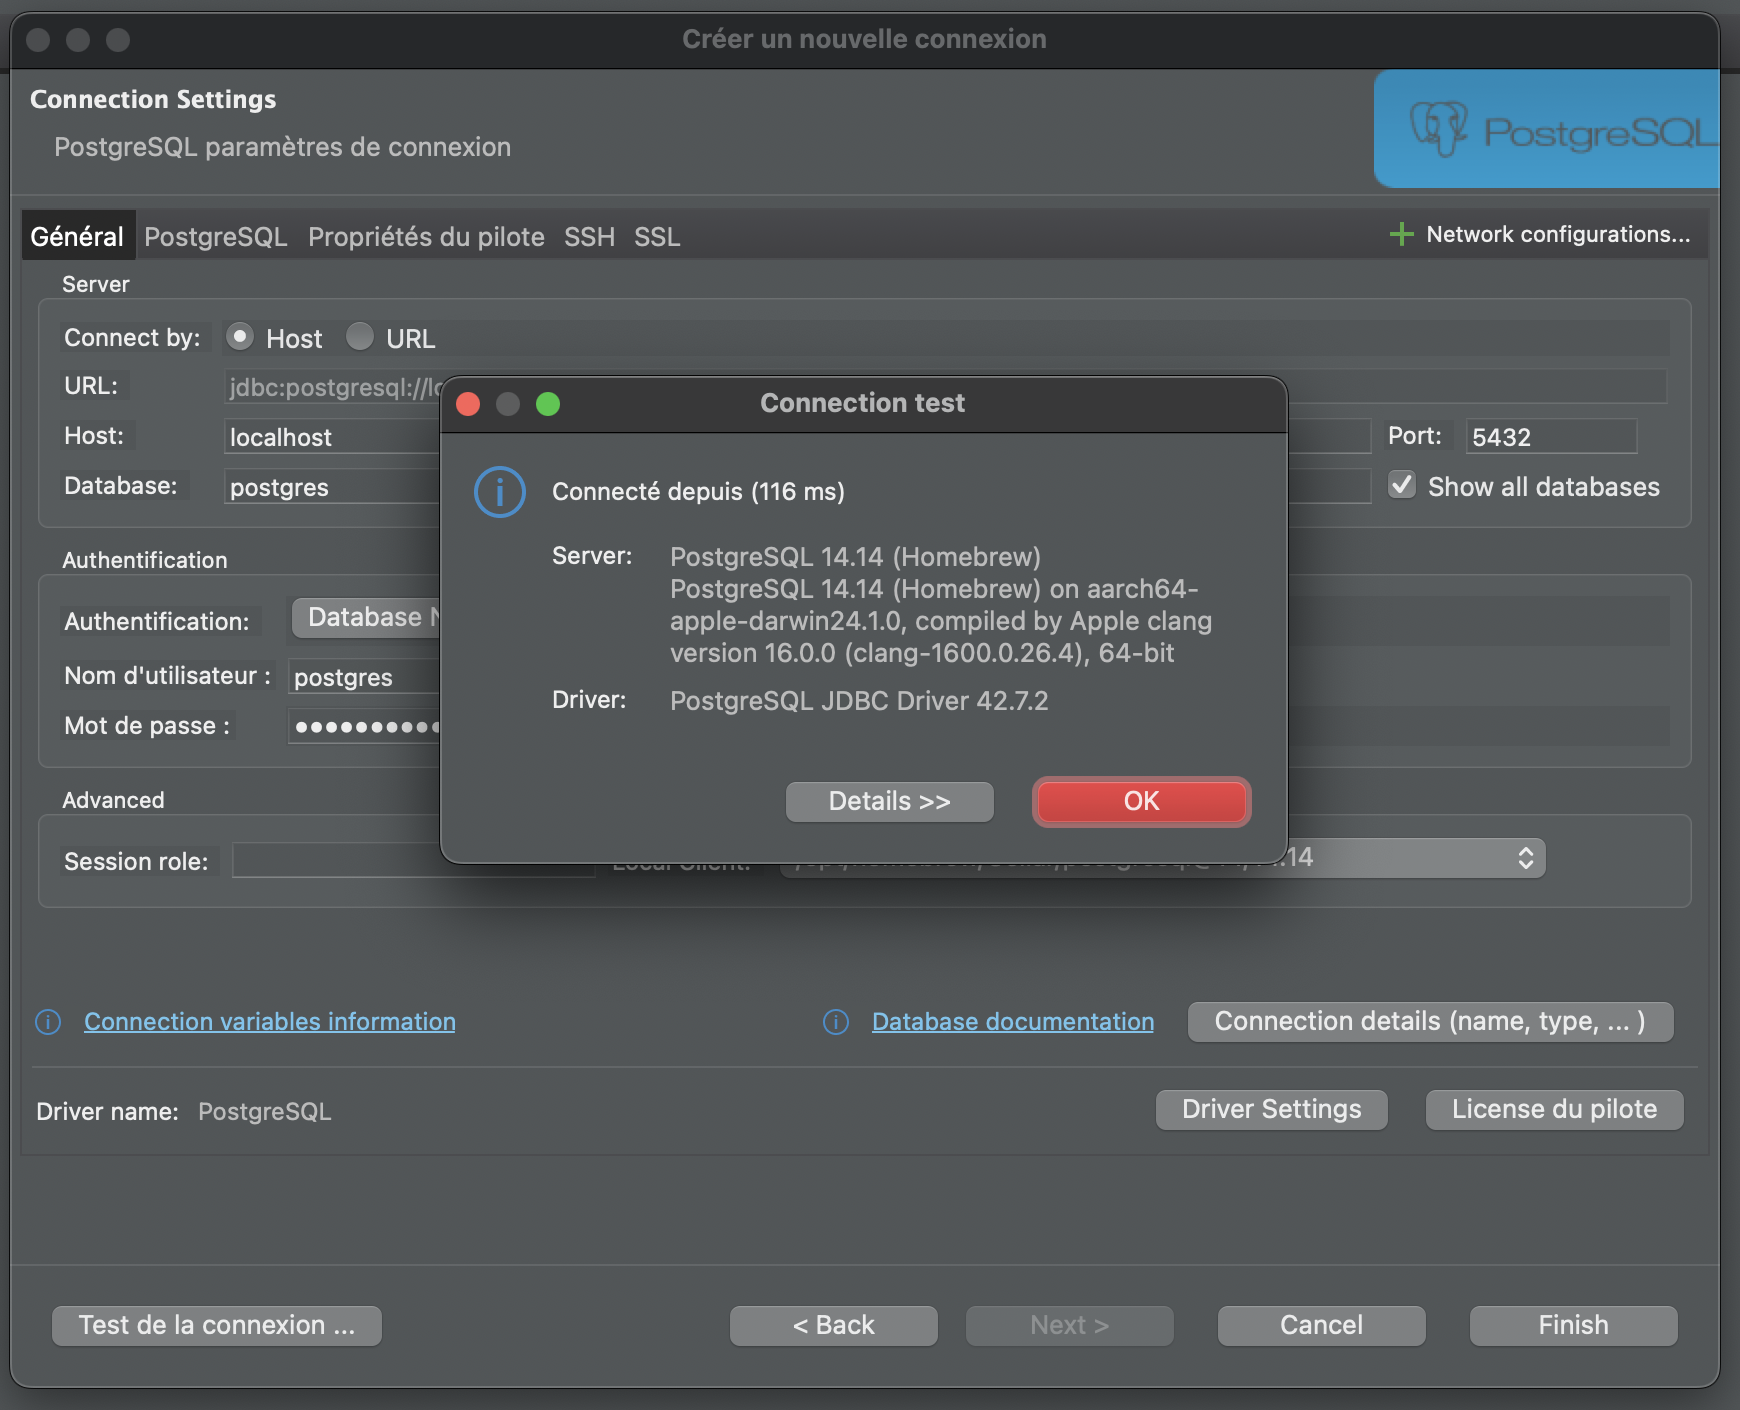 Créer un nouvelle connexion
Connection Settings
PostgreSQL paramètres de connexion
PostgreSQL
Général PostgreSQL Propriétés du pilote SSH SSL
Network configurations...
Server
Connect by: Host URL
URL: jdbc:postgresql://
Host: localhost
Port: 5432
Database: postgres
Show all databases
Authentification
Authentification: Database
Nom d'utilisateur : postgres
Mot de passe : ●●●●●●●●●●
Advanced
Session role:
Local Client:
Connection test
Connecté depuis (116 ms)
Server: PostgreSQL 14.14 (Homebrew)
PostgreSQL 14.14 (Homebrew) on aarch64-
apple-darwin24.1.0, compiled by Apple clang
version 16.0.0 (clang-1600.0.26.4), 64-bit
Driver: PostgreSQL JDBC Driver 42.7.2
Details >> OK
Connection variables information
Database documentation
Connection details (name, type, ... )
Driver name: PostgreSQL
Driver Settings
License du pilote
Test de la connexion ...
< Back
Next >
Cancel
Finish